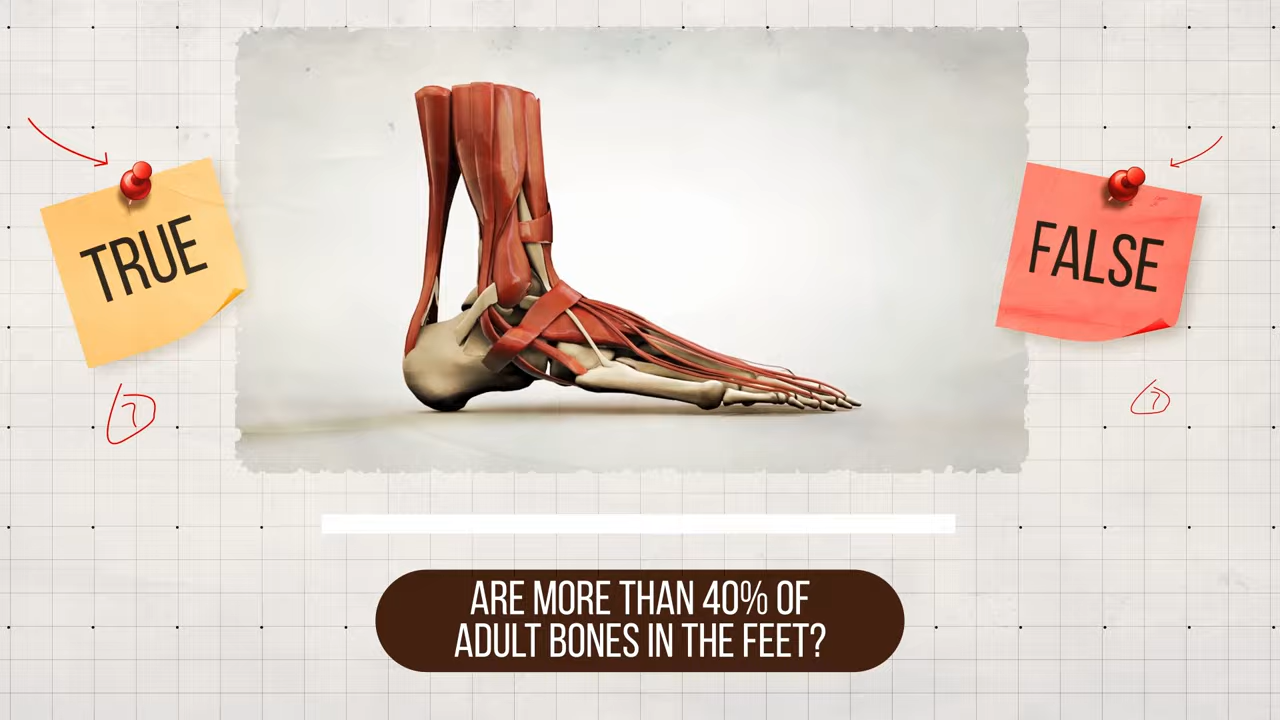 TRUE
FALSE
?
?
ARE MORE THAN 40% OF
ADULT BONES IN THE FEET?